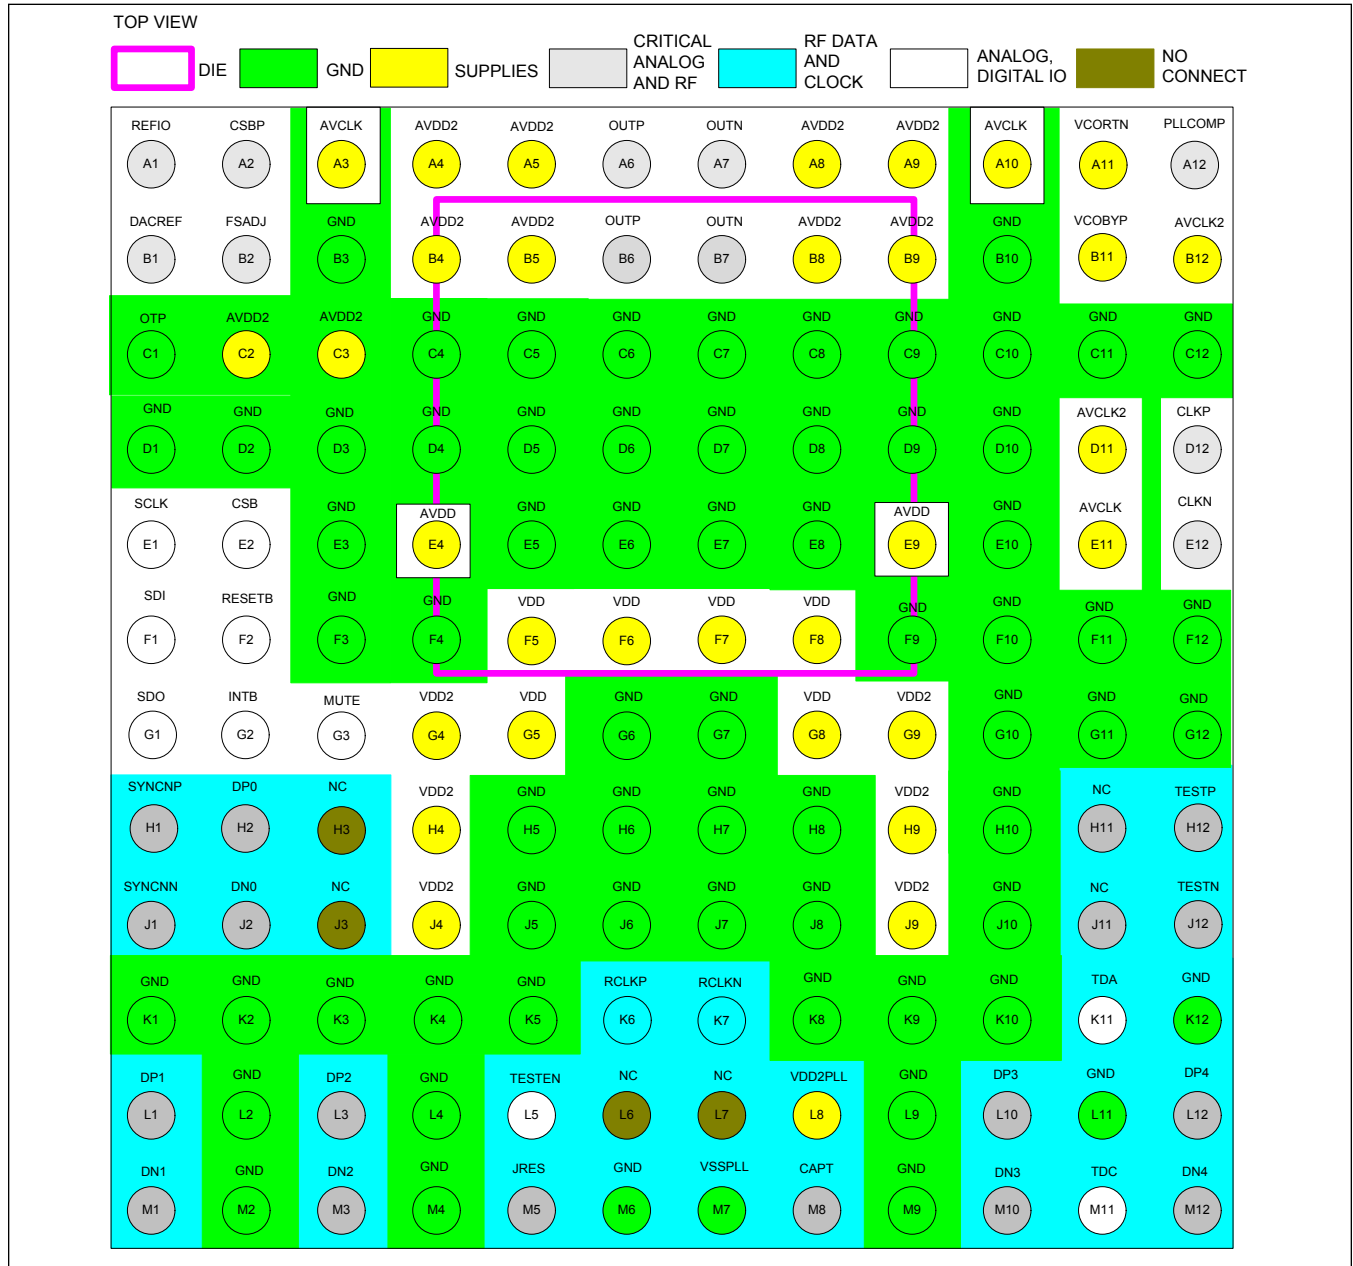 TOP VIEW
DIE
GND
SUPPLIES
CRITICAL
ANALOG
AND RF
RF DATA
AND
CLOCK
ANALOG,
DIGITAL IO
NO
CONNECT
REFIO CSBP AVCLK AVDD2 AVDD2 OUTP OUTN AVDD2 AVDD2 AVCLK VCORTN PLLCOMP
A1 A2 A3 A4 A5 A6 A7 A8 A9 A10 A11 A12
DACREF FSADJ GND AVDD2 AVDD2 OUTP OUTN AVDD2 AVDD2 GND VCOBYP AVCLK2
B1 B2 B3 B4 B5 B6 B7 B8 B9 B10 B11 B12
OTP AVDD2 AVDD2 GND GND GND GND GND GND GND GND GND
C1 C2 C3 C4 C5 C6 C7 C8 C9 C10 C11 C12
GND GND GND GND GND GND GND GND GND GND AVCLK2 CLKP
D1 D2 D3 D4 D5 D6 D7 D8 D9 D10 D11 D12
SCLK CSB GND AVDD GND GND GND GND AVDD GND AVCLK CLKN
E1 E2 E3 E4 E5 E6 E7 E8 E9 E10 E11 E12
SDI RESETB GND GND VDD VDD VDD VDD GND GND GND GND
F1 F2 F3 F4 F5 F6 F7 F8 F9 F10 F11 F12
SDO INTB MUTE VDD2 VDD GND GND VDD VDD2 GND GND GND
G1 G2 G3 G4 G5 G6 G7 G8 G9 G10 G11 G12
SYNCNP DP0 NC VDD2 GND GND GND GND VDD2 GND NC TESTP
H1 H2 H3 H4 H5 H6 H7 H8 H9 H10 H11 H12
SYNCNN DN0 NC VDD2 GND GND GND GND VDD2 GND NC TESTN
J1 J2 J3 J4 J5 J6 J7 J8 J9 J10 J11 J12
GND GND GND GND GND RCLKP RCLKN GND GND GND TDA GND
K1 K2 K3 K4 K5 K6 K7 K8 K9 K10 K11 K12
DP1 GND DP2 GND TESTEN NC NC VDD2PLL GND DP3 GND DP4
L1 L2 L3 L4 L5 L6 L7 L8 L9 L10 L11 L12
DN1 GND DN2 GND JRES GND VSSPLL CAPT GND DN3 TDC DN4
M1 M2 M3 M4 M5 M6 M7 M8 M9 M10 M11 M12